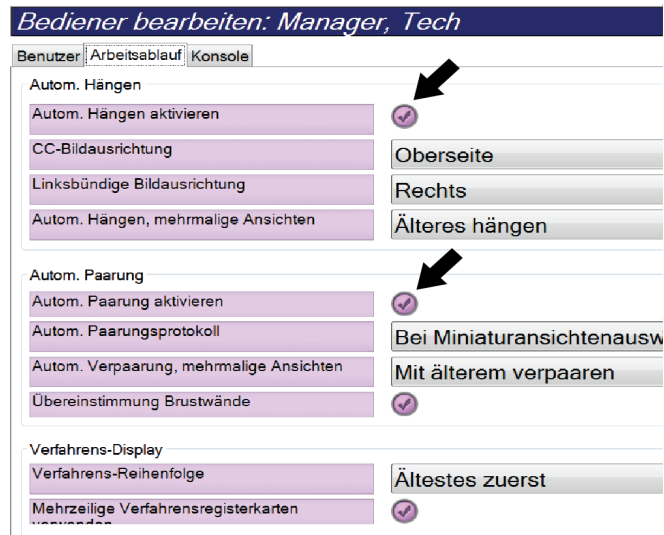 Bediener bearbeiten: Manager, Tech
Benutzer Arbeitsablauf Konsole
Autom. Hängen
Autom. Hängen aktivieren
CC-Bildausrichtung Oberseite
Linksbündige Bildausrichtung Rechts
Autom. Hängen, mehrmalige Ansichten Älteres hängen
Autom. Paarung
Autom. Paarung aktivieren
Autom. Paarungsprotokoll Bei Miniaturansichtenausw
Autom. Verpaarung, mehrmalige Ansichten Mit älterem verpaaren
Übereinstimmung Brustwände
Verfahrens-Display
Verfahrens-Reihenfolge Ältestes zuerst
Mehrzeilige Verfahrensregisterkarten